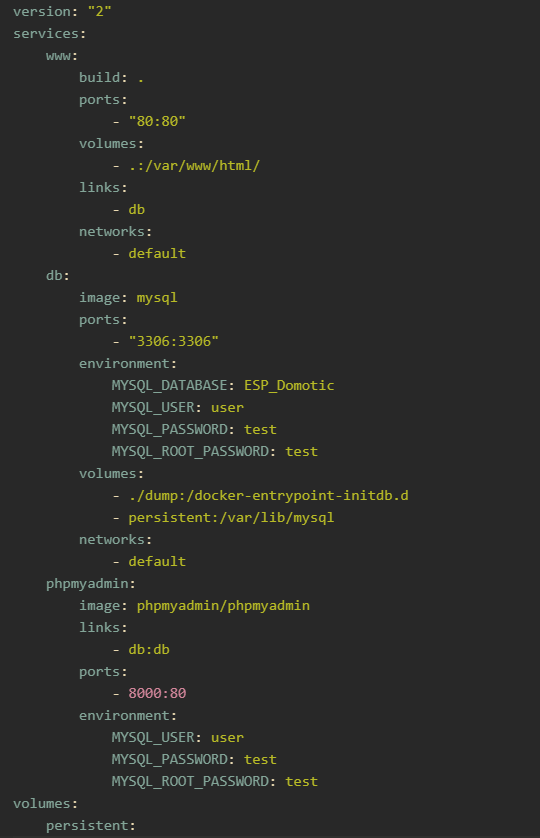 version: "2"
services:
    www:
        build: .
        ports:
            - "80:80"
        volumes:
            - .:/var/www/html/
        links:
            - db
        networks:
            - default
    db:
        image: mysql
        ports:
            - "3306:3306"
        environment:
            MYSQL_DATABASE: ESP_Domotic
            MYSQL_USER: user
            MYSQL_PASSWORD: test
            MYSQL_ROOT_PASSWORD: test
        volumes:
            - ./dump:/docker-entrypoint-initdb.d
            - persistent:/var/lib/mysql
        networks:
            - default
    phpmyadmin:
        image: phpmyadmin/phpmyadmin
        links:
            - db:db
        ports:
            - 8000:80
        environment:
            MYSQL_USER: user
            MYSQL_PASSWORD: test
            MYSQL_ROOT_PASSWORD: test
volumes:
    persistent: